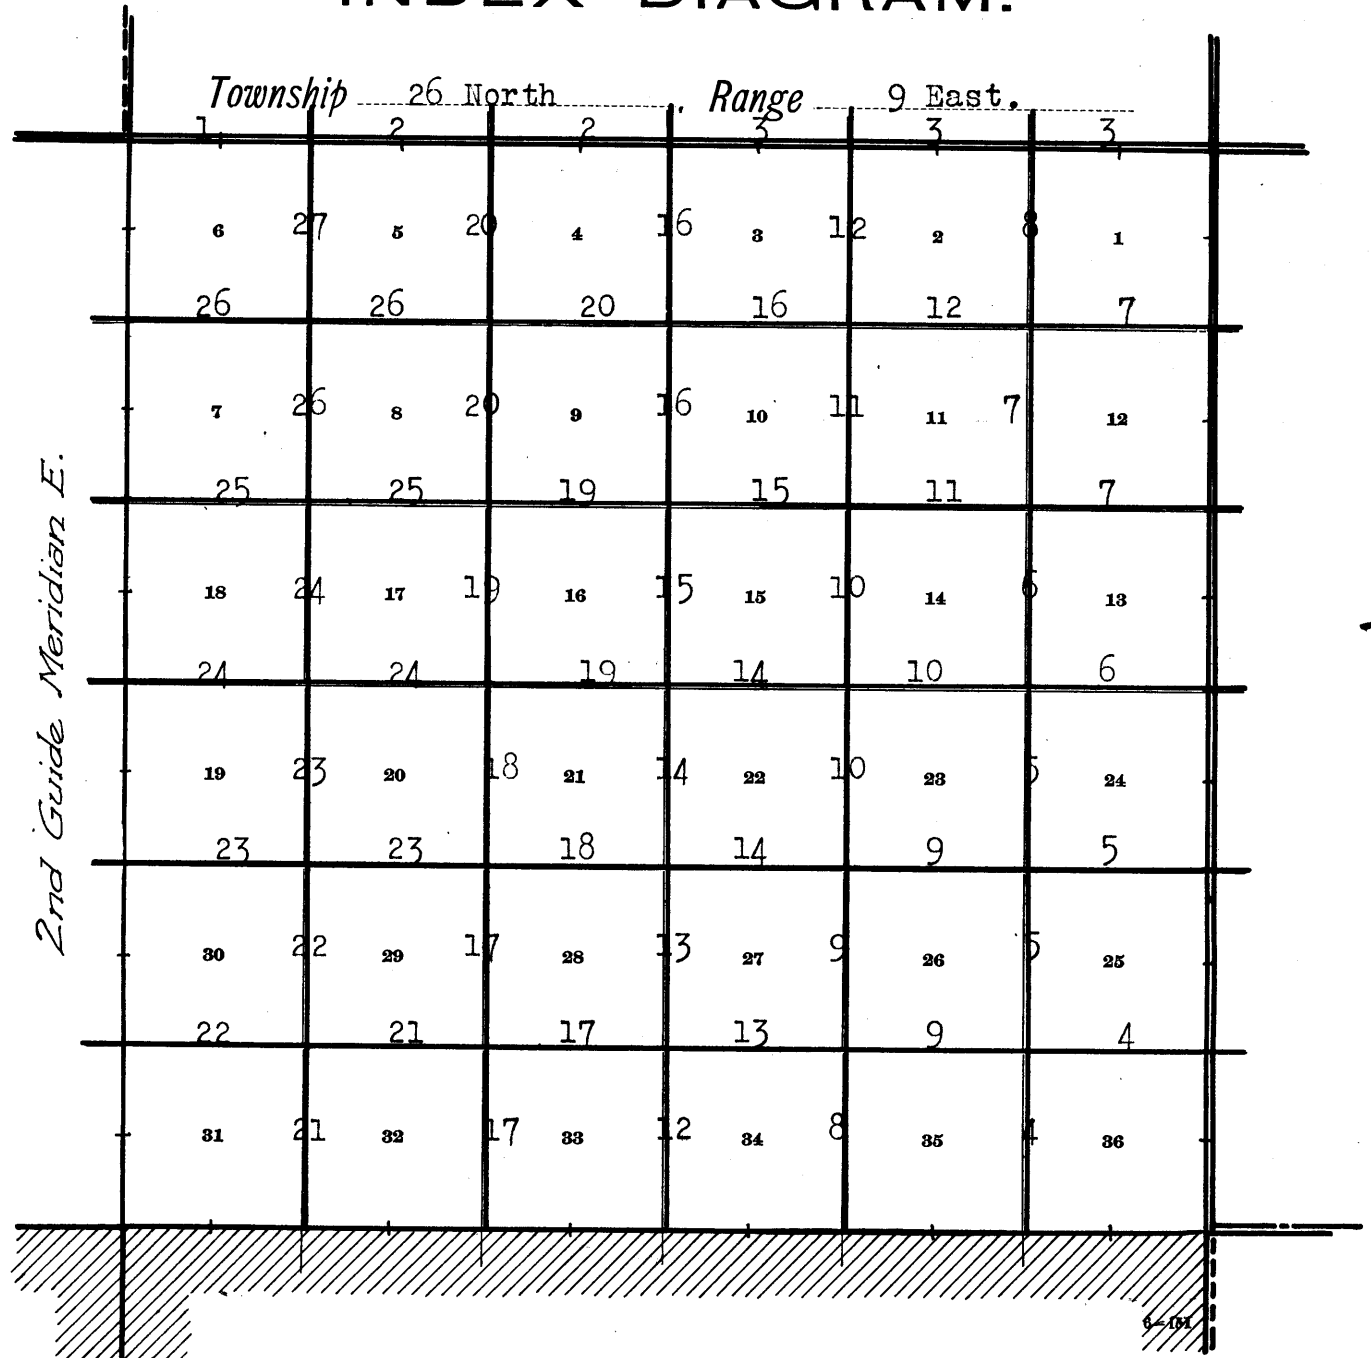 INDEX DIAGRAM.
Township 26 North. Range 9 East.
1 2 2 3 3 3
6 27 5 20 4 16 3 12 2 8 1
26 26 20 16 12 7
7 26 8 20 9 16 10 11 11 7 12
25 25 19 15 11 7
18 24 17 19 16 15 15 10 14 6 13
24 24 19 14 10 6
19 23 20 18 21 14 22 10 23 5 24
23 23 18 14 9 5
30 22 29 17 28 13 27 9 26 5 25
22 21 17 13 9 4
31 21 32 17 33 12 34 8 35 4 36
2nd Guide Meridian E.